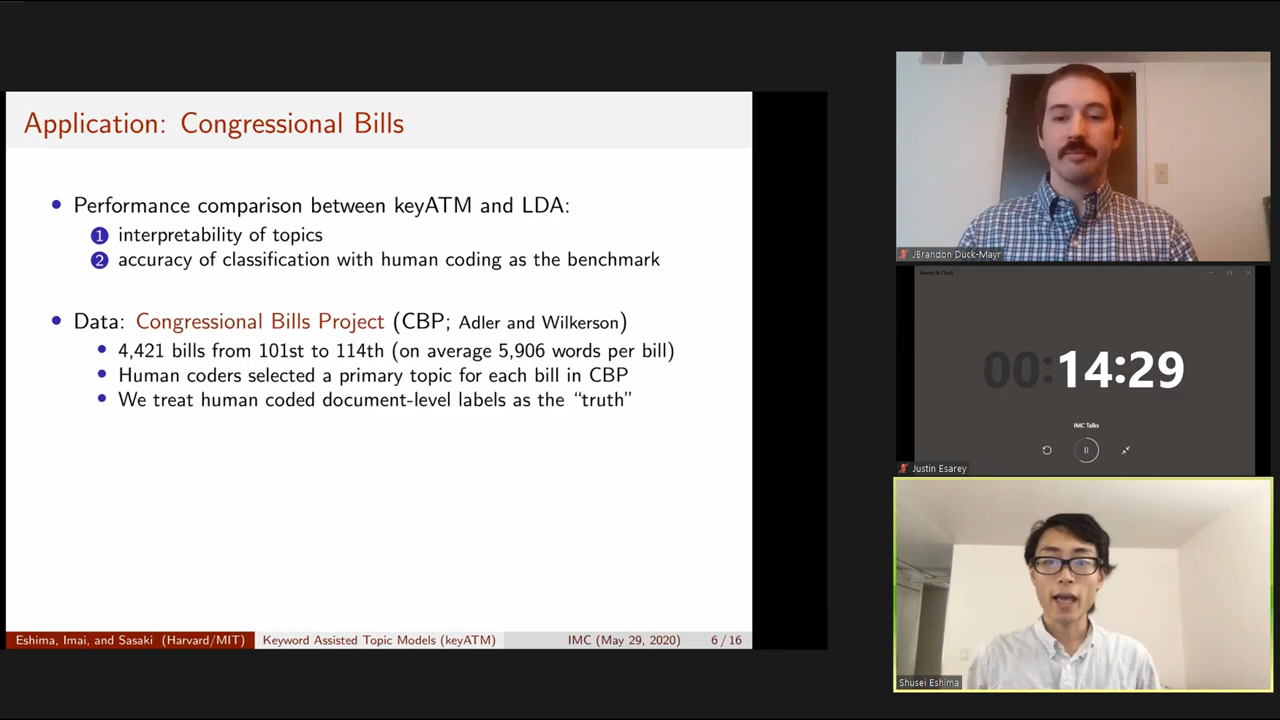 Application: Congressional Bills
• Performance comparison between keyATM and LDA:
1 interpretability of topics
2 accuracy of classification with human coding as the benchmark
• Data: Congressional Bills Project (CBP; Adler and Wilkerson)
• 4,421 bills from 101st to 114th (on average 5,906 words per bill)
• Human coders selected a primary topic for each bill in CBP
• We treat human coded document-level labels as the “truth”
Eshima, Imai, and Sasaki (Harvard/MIT) Keyword Assisted Topic Models (keyATM) IMC (May 29, 2020) 6 / 16
JBrandon Duck-Mayr
Alarms & Clock
00:14:29
IMC Talks
Justin Esarey
Shusei Eshima